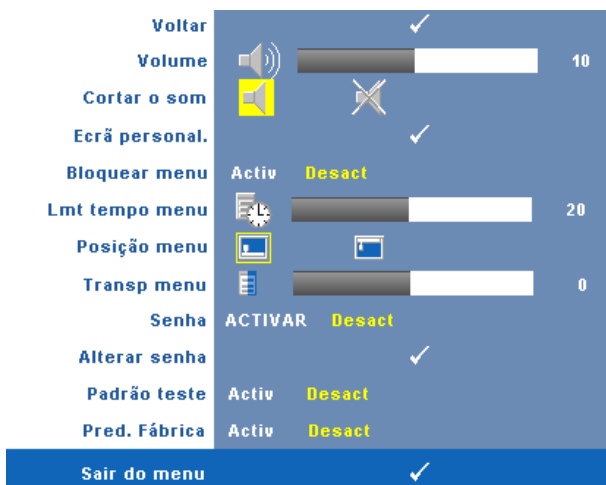 Voltar
Volume 10
Cortar o som
Ecrã personal.
Bloquear menu Activ Desact
Lmt tempo menu 20
Posição menu
Transp menu 0
Senha ACTIVAR Desact
Alterar senha
Padrão teste Activ Desact
Pred. Fábrica Activ Desact
Sair do menu